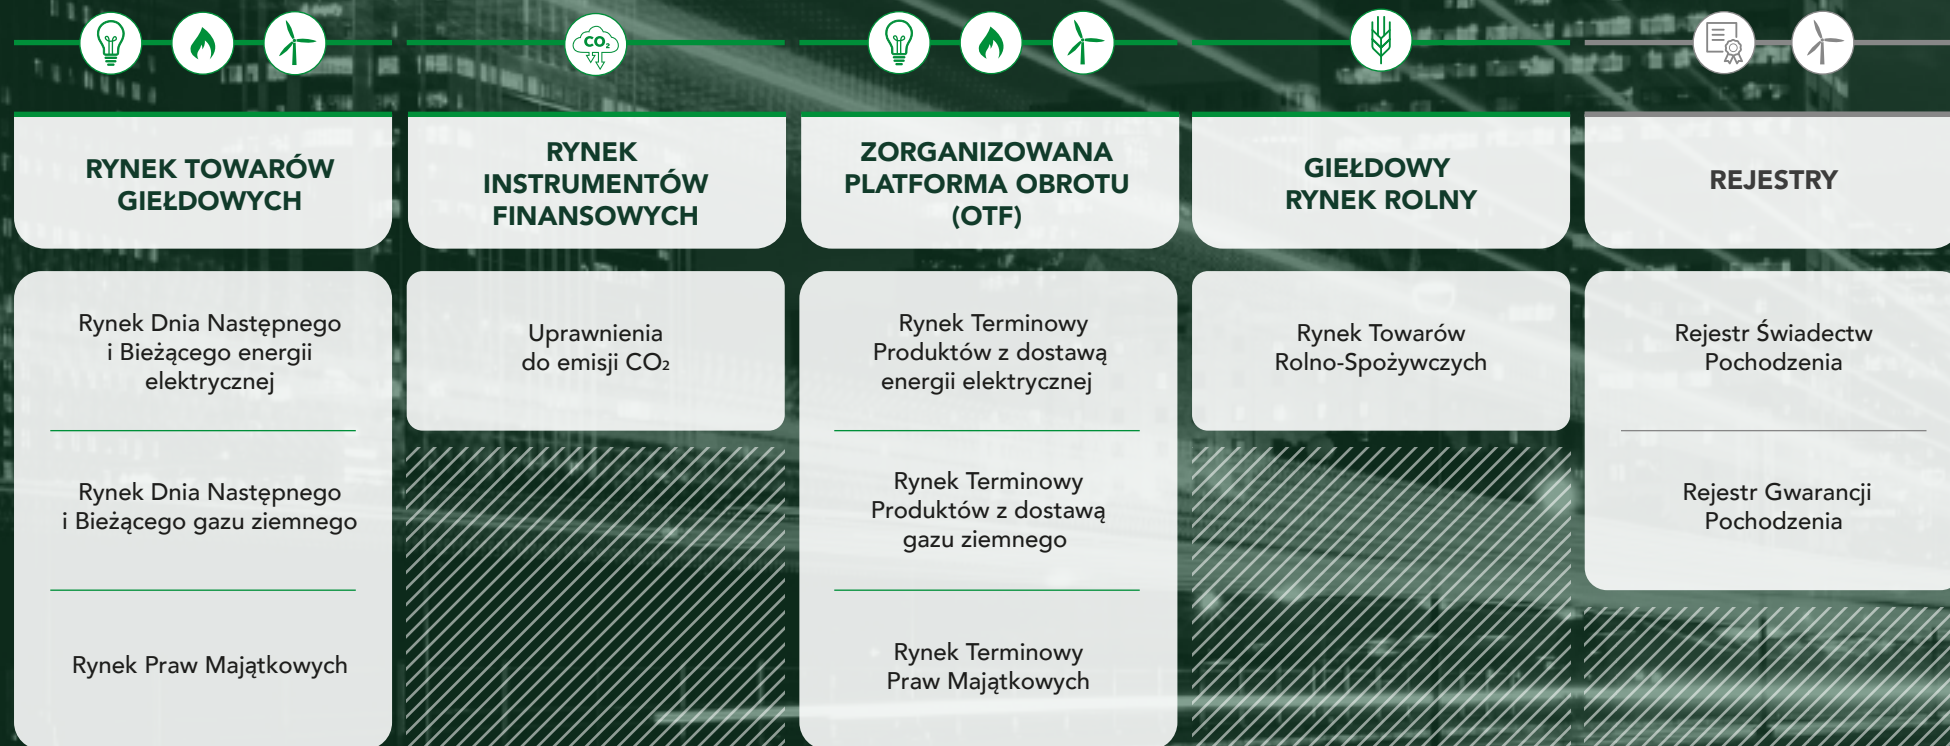 CO₂
RYNEK TOWARÓW
GIEŁDOWYCH
Rynek Dnia Następnego
i Bieżącego energii
elektrycznej
Rynek Dnia Następnego
i Bieżącego gazu ziemnego
Rynek Praw Majątkowych
RYNEK
INSTRUMENTÓW
FINANSOWYCH
Uprawnienia
do emisji CO₂
ZORGANIZOWANA
PLATFORMA OBROTU
(OTF)
Rynek Terminowy
Produktów z dostawą
energii elektrycznej
Rynek Terminowy
Produktów z dostawą
gazu ziemnego
Rynek Terminowy
Praw Majątkowych
GIEŁDOWY
RYNEK ROLNY
Rynek Towarów
Rolno-Spożywczych
REJESTRY
Rejestr Świadectw
Pochodzenia
Rejestr Gwarancji
Pochodzenia